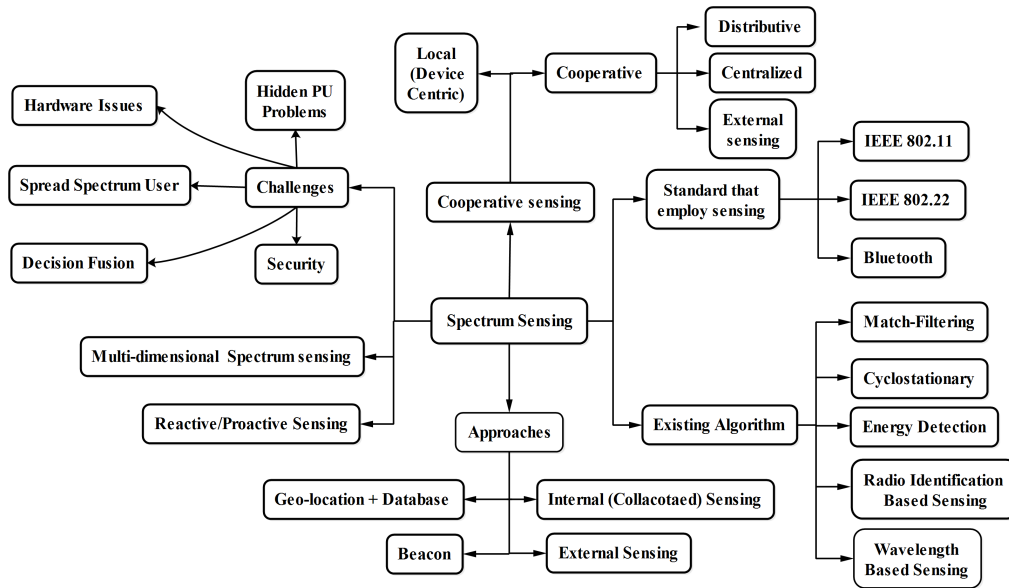 Distributive
Local
(Device
Centric)
Cooperative
Centralized
External
sensing
Hidden PU
Problems
Hardware Issues
Spread Spectrum User
Challenges
Decision Fusion
Security
Cooperative sensing
Standard that
employ sensing
IEEE 802.11
IEEE 802.22
Bluetooth
Spectrum Sensing
Multi-dimensional Spectrum sensing
Reactive/Proactive Sensing
Approaches
Geo-location + Database
Internal (Collacotaed) Sensing
Beacon
External Sensing
Existing Algorithm
Match-Filtering
Cyclostationary
Energy Detection
Radio Identification
Based Sensing
Wavelength
Based Sensing